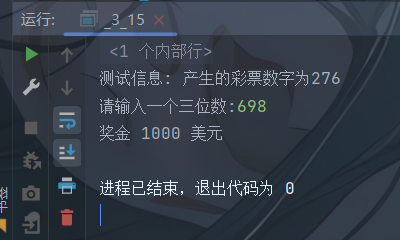 运行: _3_15
<1 个内部行>
测试信息: 产生的彩票数字为276
请输入一个三位数:698
奖金 1000 美元
进程已结束，退出代码为 0